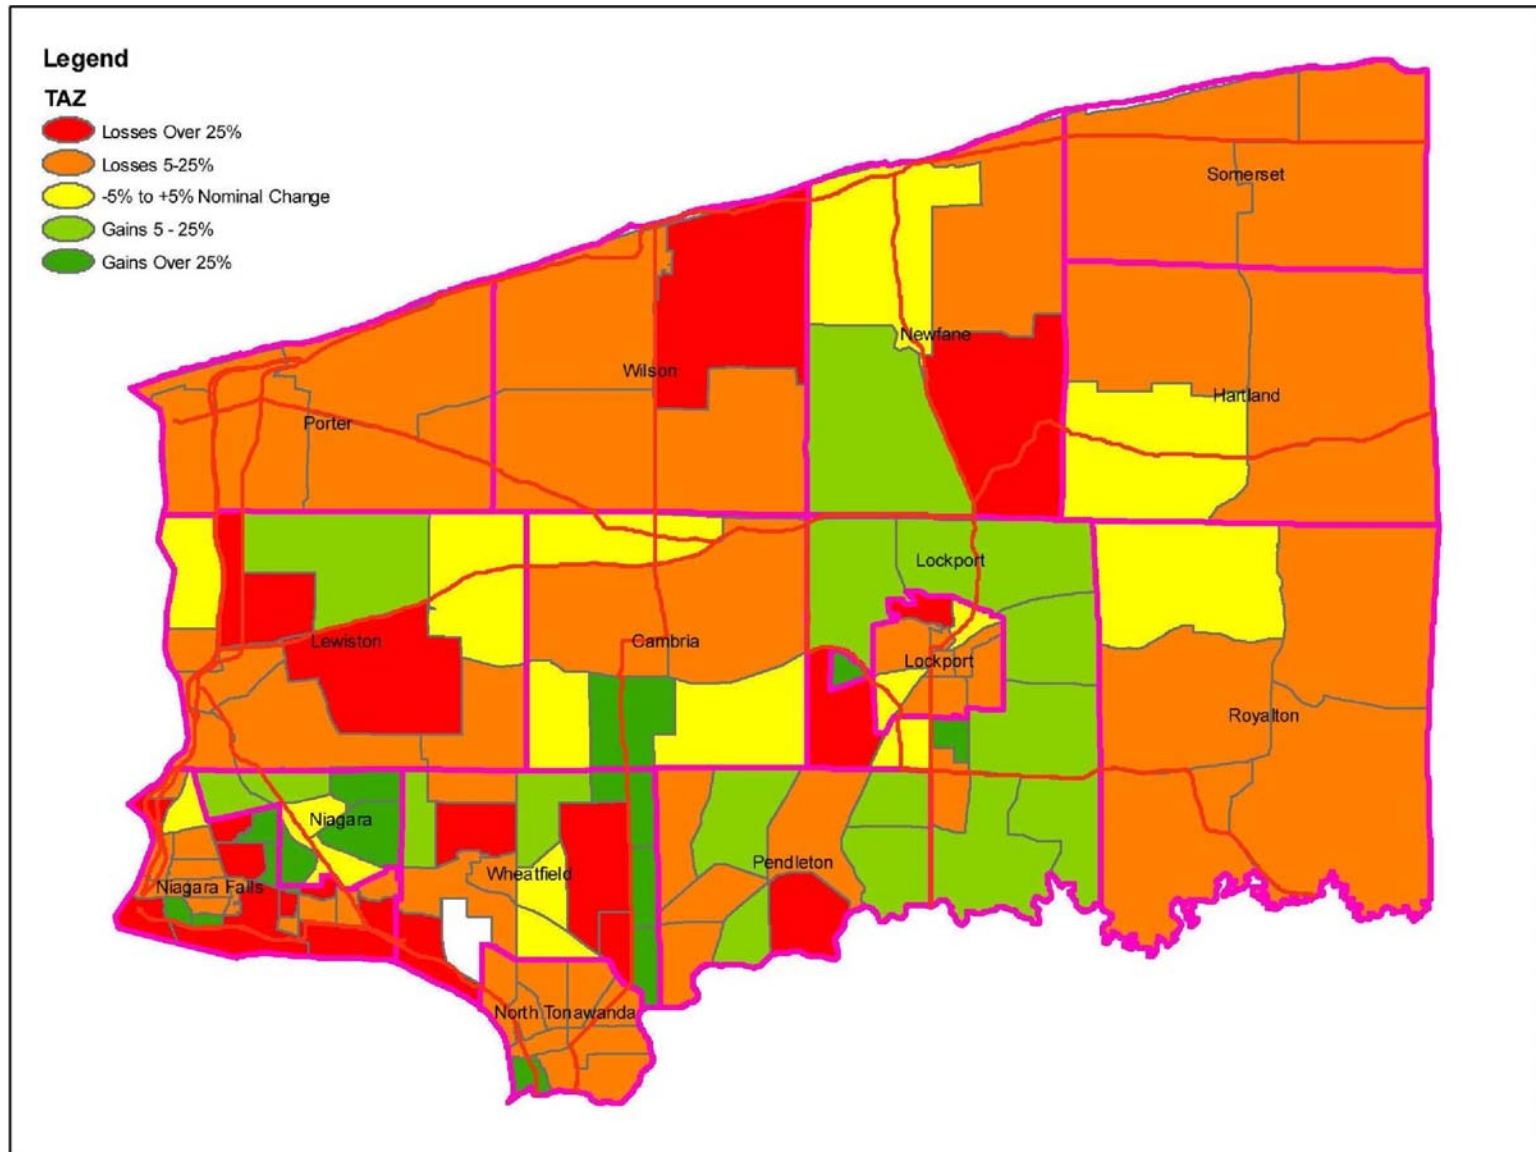 Legend
TAZ
Losses Over 25%
Losses 5-25%
-5% to +5% Nominal Change
Gains 5 - 25%
Gains Over 25%
Somerset
Newfane
Wilson
Hartland
Porter
Lockport
Lewiston
Cambria
Lockport
Royalton
Niagara
Pendleton
Wheatfield
Niagara Falls
North Tonawanda